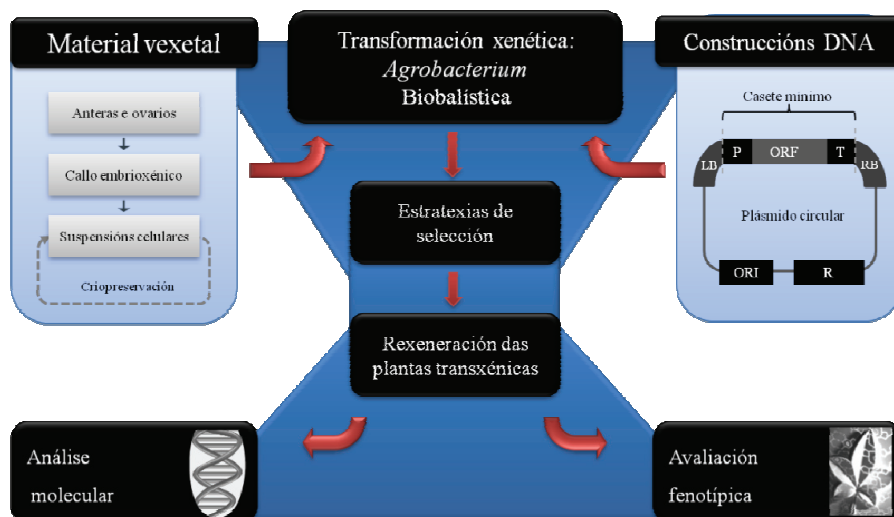 Material vexetal
Anteras e ovarios
Callo embrioxénico
Suspensións celulares
Criopreservación
Transformación xenética:
Agrobacterium
Biobalística
Construccións DNA
Casete mínimo
LB
P
ORF
T
RB
Plásmido circular
ORI
R
Estratexias de
selección
Rexeneración das
plantas transxénicas
Análise
molecular
Avaliación
fenotípica